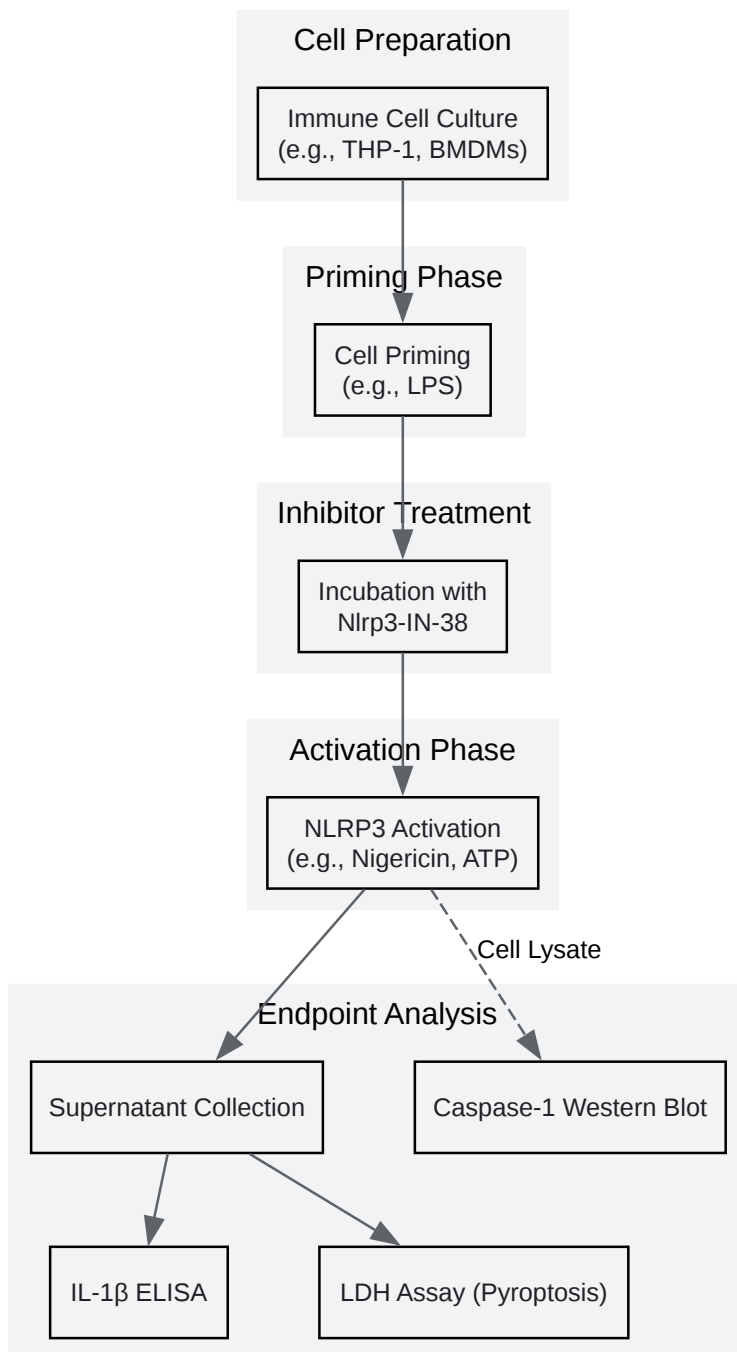 Cell Preparation
Immune Cell Culture
(e.g., THP-1, BMDMs)
Priming Phase
Cell Priming
(e.g., LPS)
Inhibitor Treatment
Incubation with
Nlrp3-IN-38
Activation Phase
NLRP3 Activation
(e.g., Nigericin, ATP)
Cell Lysate
Endpoint Analysis
Supernatant Collection
Caspase-1 Western Blot
IL-1β ELISA
LDH Assay (Pyroptosis)